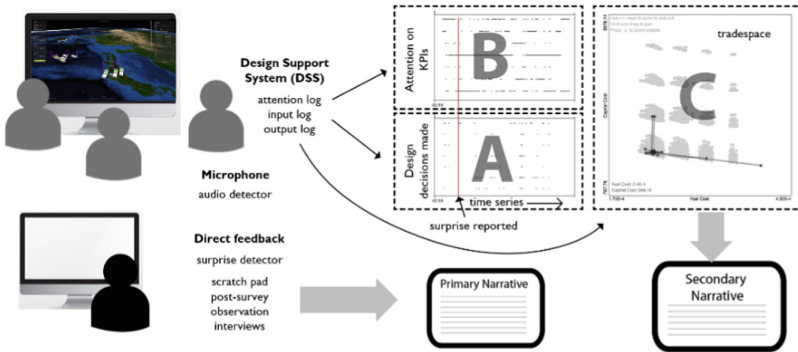 Design Support
System (DSS)
attention log
input log
output log
Microphone
audio detector
Direct feedback
surprise detector
scratch pad
post-survey
observation
interviews
Attention on
KPIs
B
Design
decisions made
A
time series
surprise reported
tradespace
C
Capital Cost
Fuel Cost
Primary Narrative
Secondary
Narrative